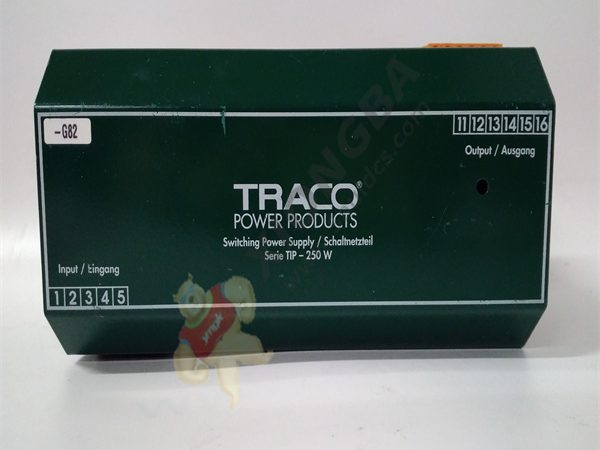 -G82
11 12 13 14 15 16
Output / Ausgang
TRACO®
POWER PRODUCTS
Switching Power Supply / Schaltnetzteil
Serie TIP – 250 W
Input / Eingang
1 2 3 4 5